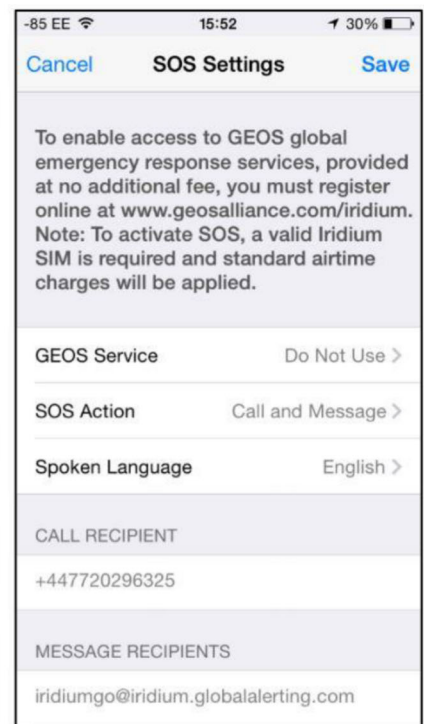 -85 EE 15:52 30%
Cancel SOS Settings Save
To enable access to GEOS global
emergency response services, provided
at no additional fee, you must register
online at www.geosalliance.com/iridium.
Note: To activate SOS, a valid Iridium
SIM is required and standard airtime
charges will be applied.
GEOS Service Do Not Use >
SOS Action Call and Message >
Spoken Language English >
CALL RECIPIENT
+447720296325
MESSAGE RECIPIENTS
iridiumgo@iridium.globalalerting.com